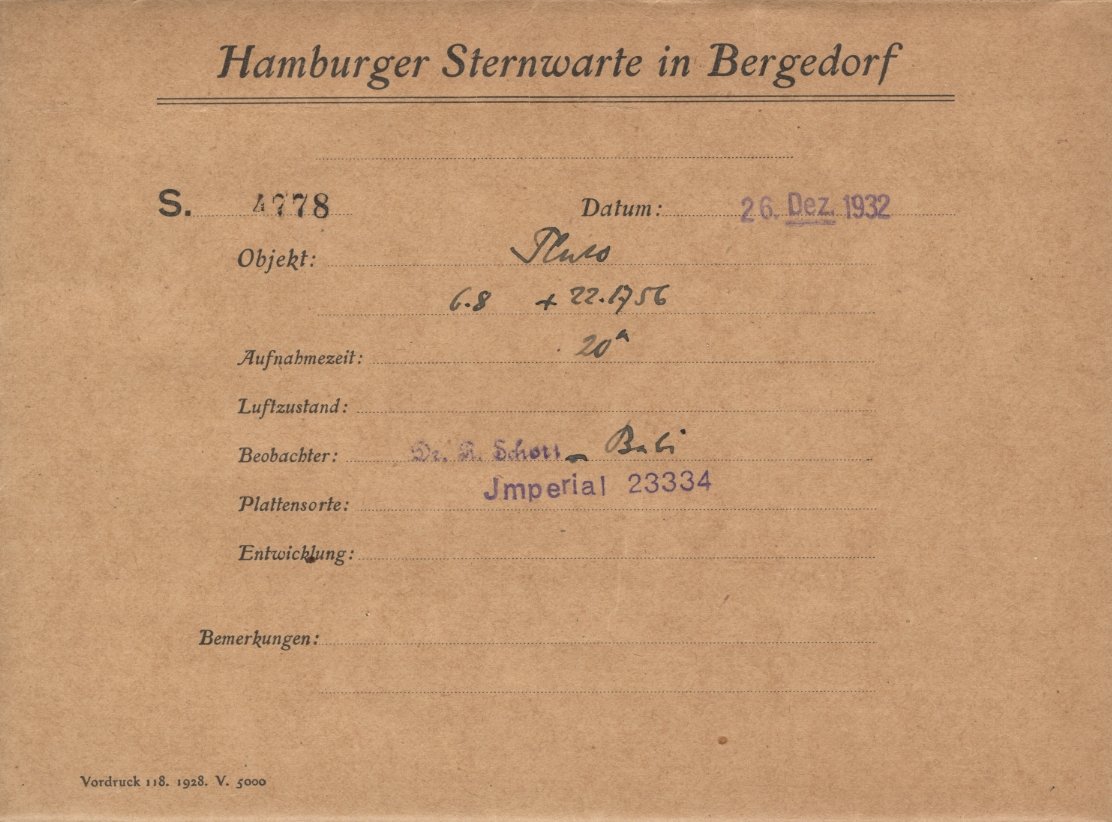 Hamburger Sternwarte in Bergedorf
S. 4778 Datum: 26. Dez. 1932
Objekt: Pluto
6.8 + 22.1756
Aufnahmezeit: 20
Luftzustand:
Beobachter: Dr. R. Schorr – 
Plattensorte: Jmperial 23334
Entwicklung:
Bemerkungen:
Vordruck 118. 1928. V. 5000